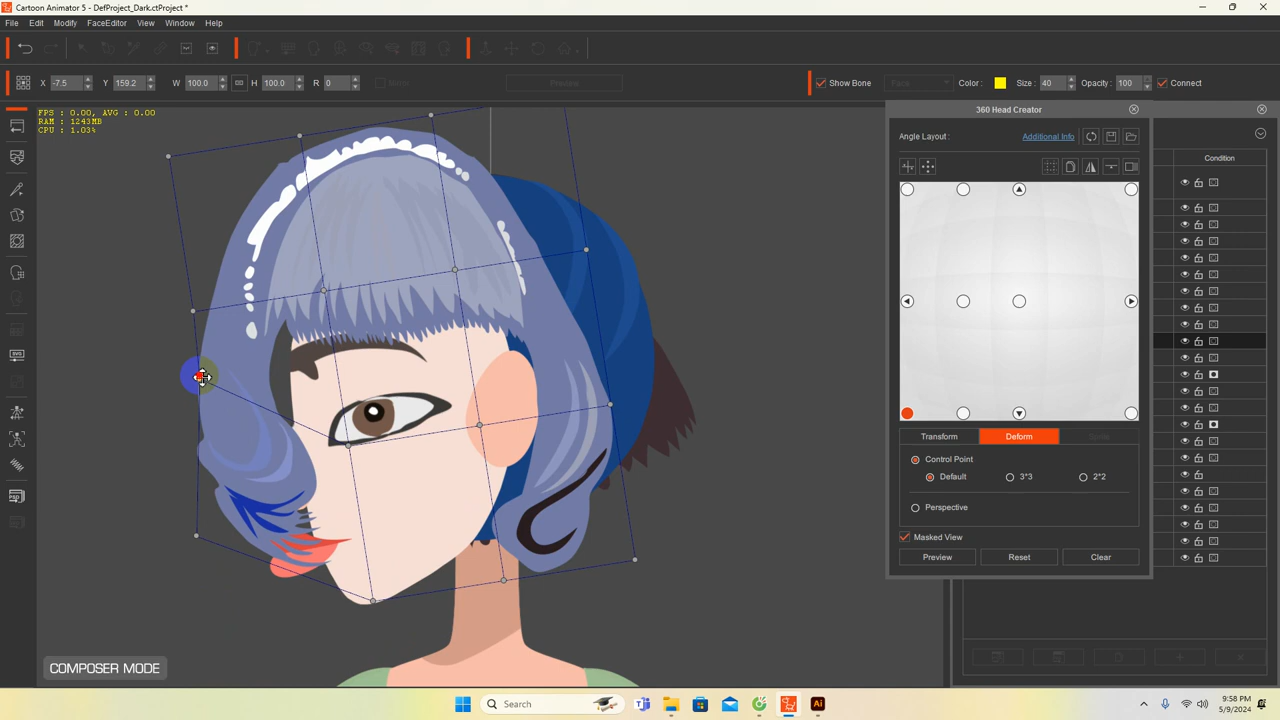 Cartoon Animator 5 - DefProject_Dark.ctProject *
File Edit Modify FaceEditor View Window Help
X -7.5 Y 159.2 W 100.0 H 100.0 R 0 Mirror Preview Show Bone Face Color : Size : 40 Opacity : 100 Connect
FPS : 0.00, AVG : 0.00
RAM : 1243MB
CPU : 1.03%
360 Head Creator
Angle Layout : Additional Info
Condition
Transform Deform
Control Point
Default 3*3 2*2
Perspective
Masked View
Preview Reset Clear
COMPOSER MODE
Search
9:58 PM
5/9/2024